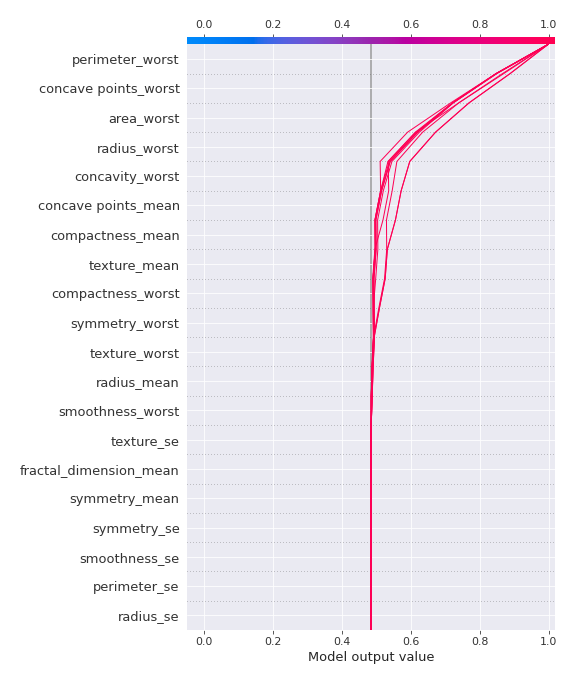 0.0 0.2 0.4 0.6 0.8 1.0
perimeter_worst
concave points_worst
area_worst
radius_worst
concavity_worst
concave points_mean
compactness_mean
texture_mean
compactness_worst
symmetry_worst
texture_worst
radius_mean
smoothness_worst
texture_se
fractal_dimension_mean
symmetry_mean
symmetry_se
smoothness_se
perimeter_se
radius_se
0.0 0.2 0.4 0.6 0.8 1.0
Model output value